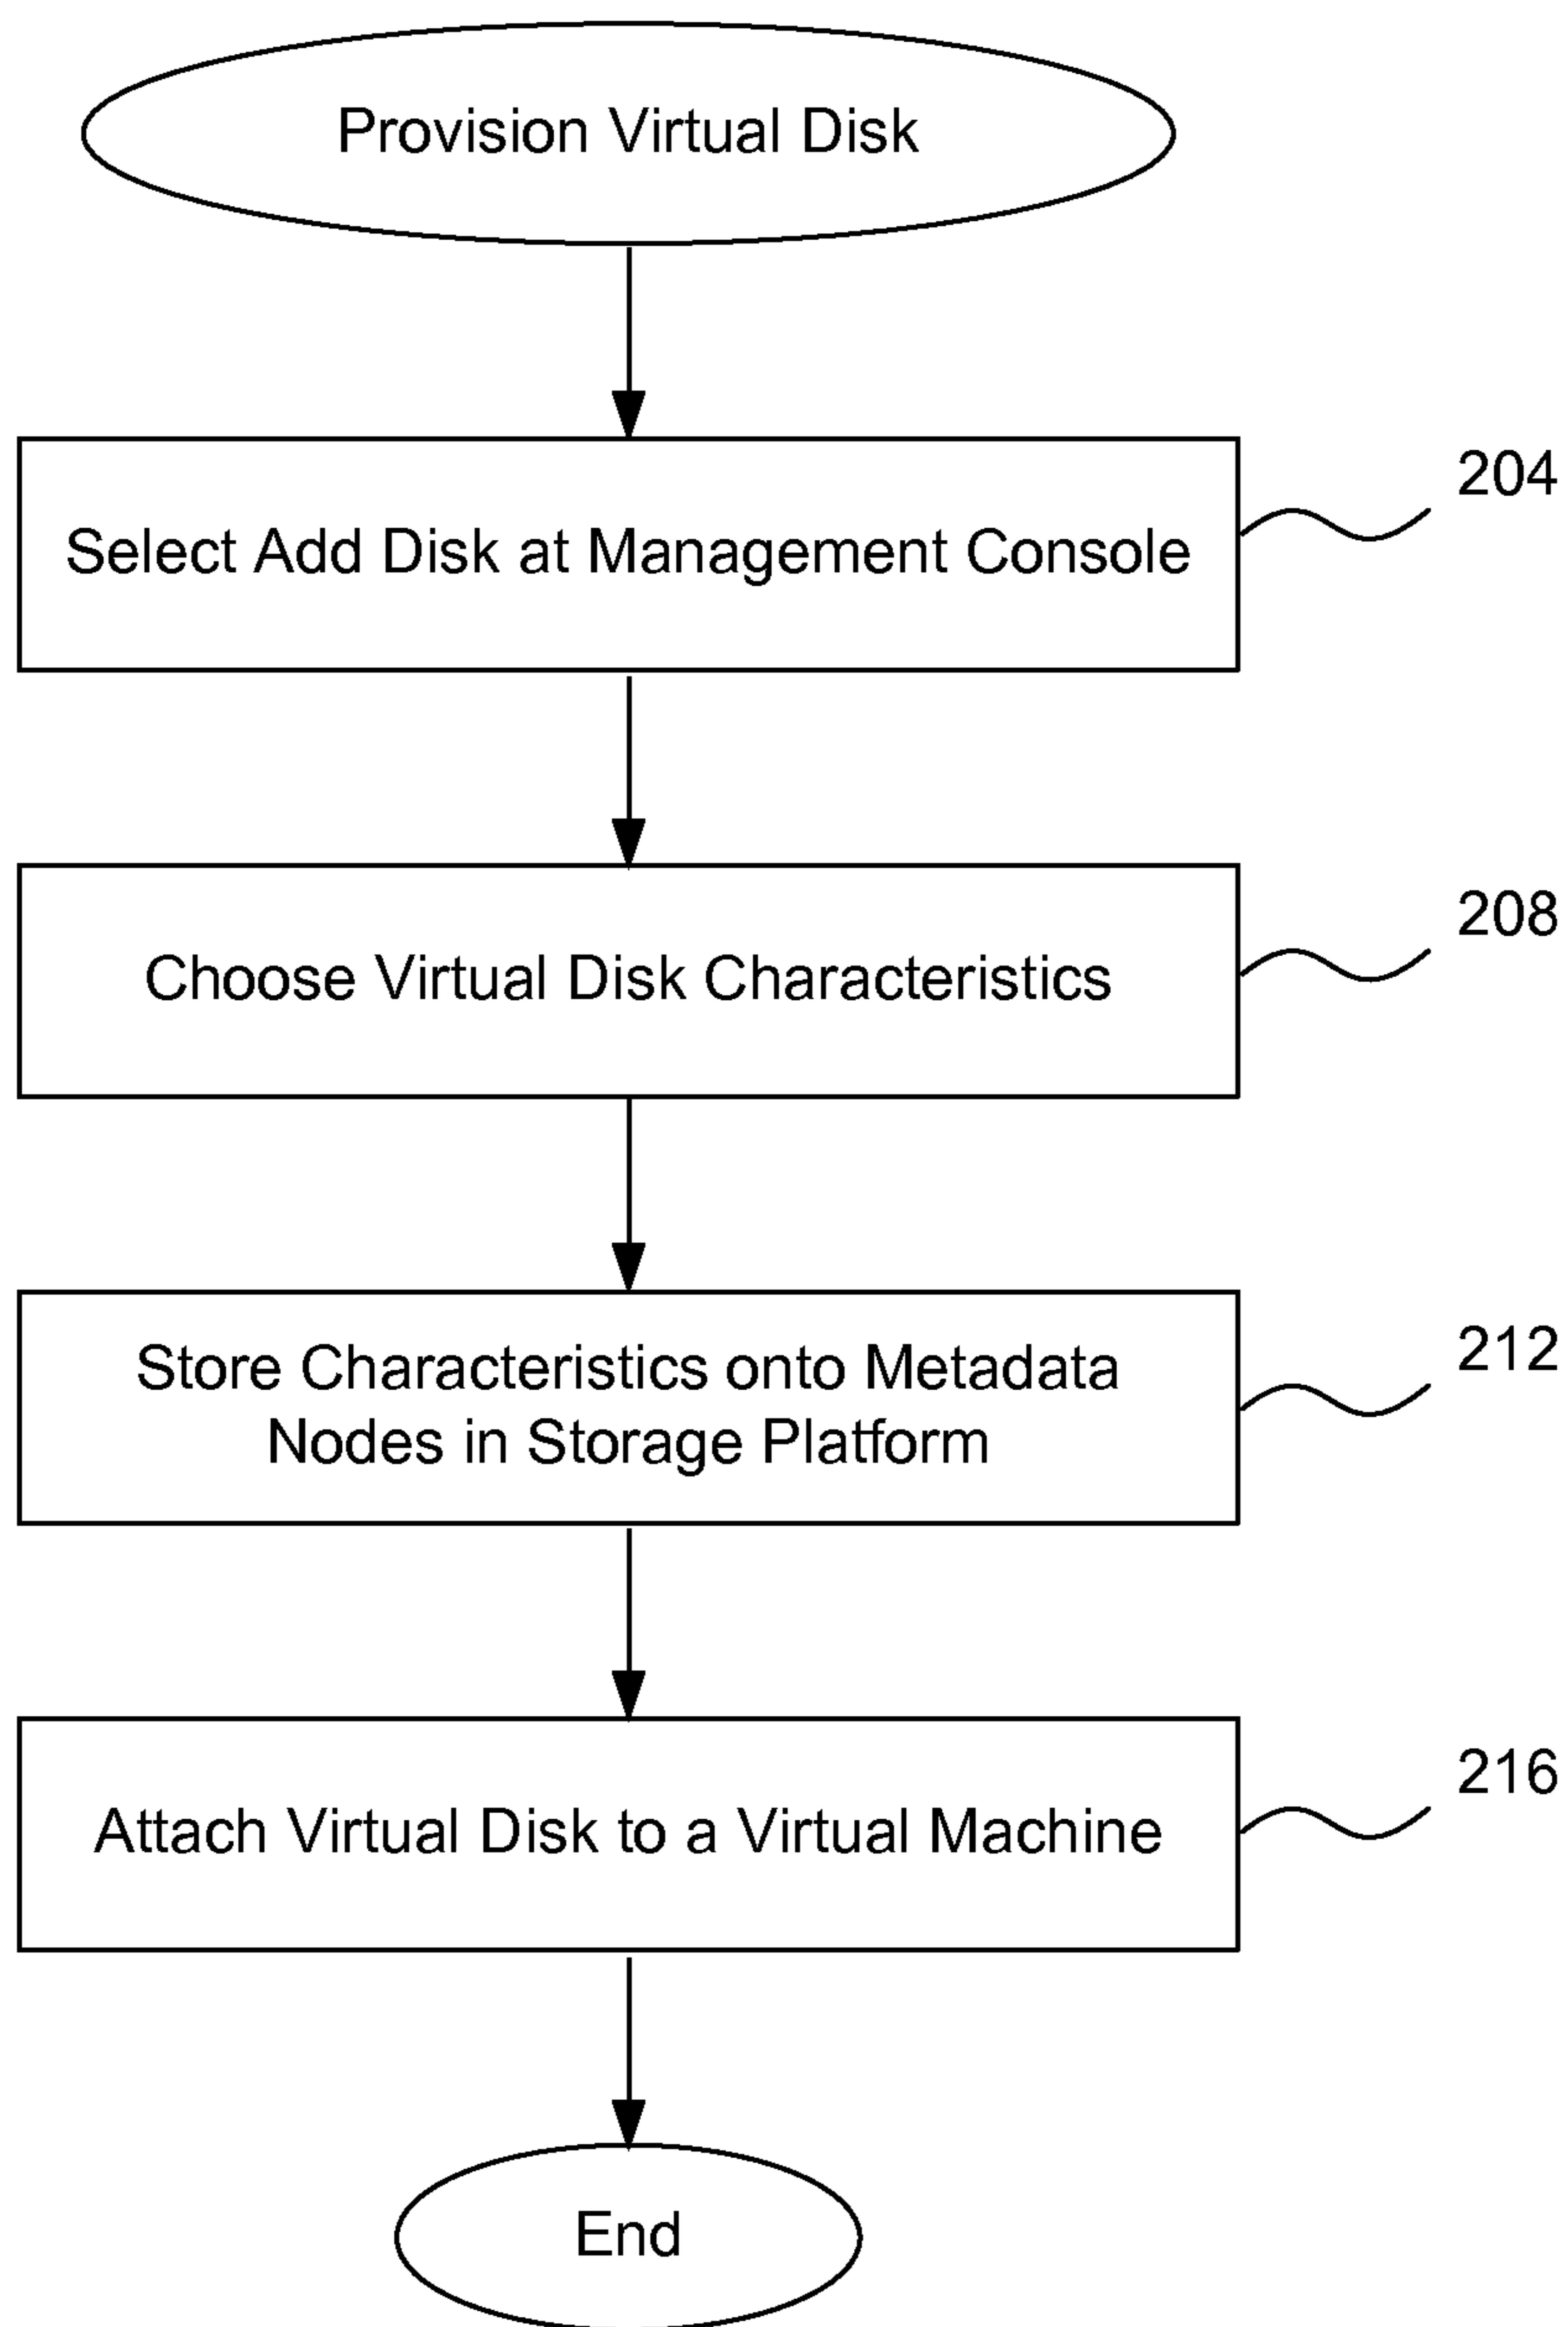 Provision Virtual Disk
204
Select Add Disk at Management Console
208
Choose Virtual Disk Characteristics
212
Store Characteristics onto Metadata
Nodes in Storage Platform
216
Attach Virtual Disk to a Virtual Machine
End